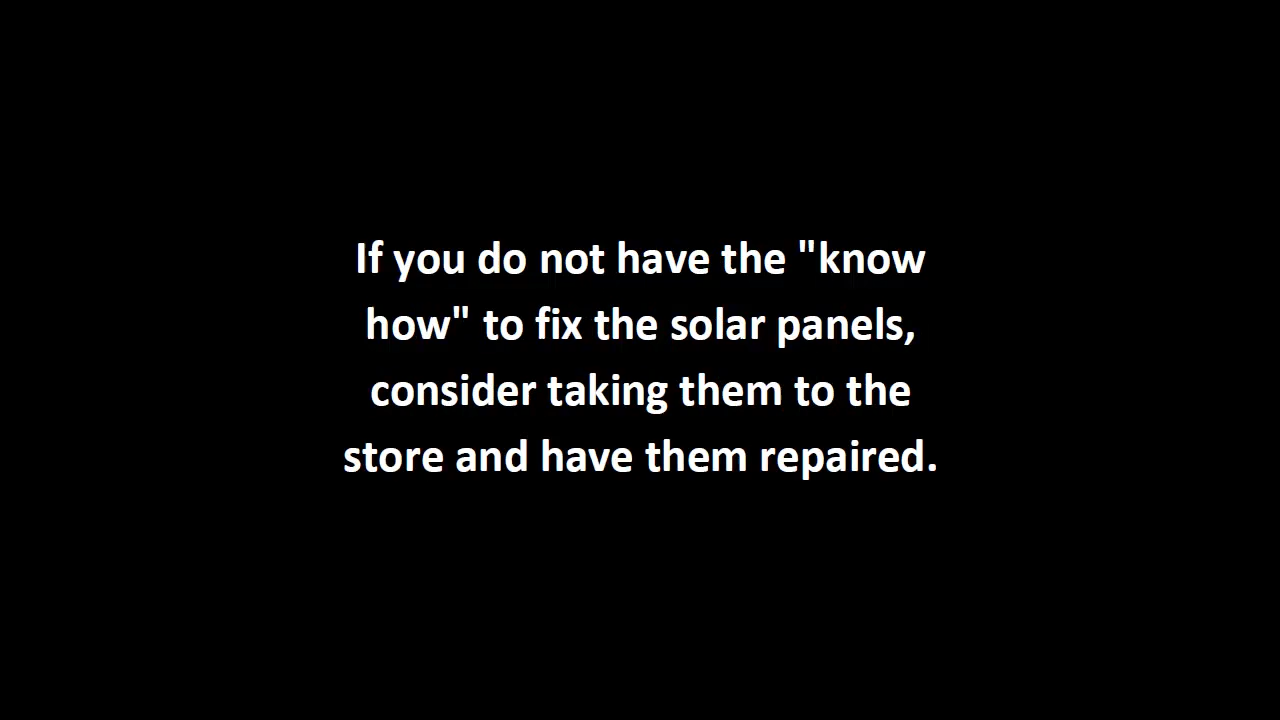 If you do not have the "know
how" to fix the solar panels,
consider taking them to the
store and have them repaired.